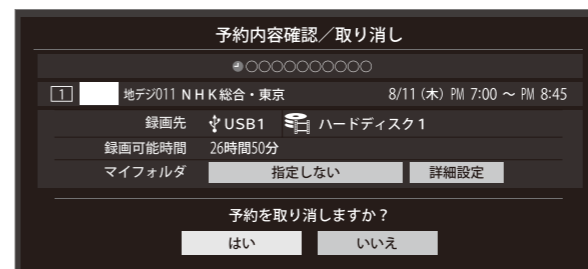 予約内容確認／取り消し
○○○○○○○○○○
1 地デジ011 NHK総合・東京 8/11 (木) PM 7:00 ～ PM 8:45
録画先 USB1 ハードディスク1
録画可能時間 26時間50分
マイフォルダ 指定しない 詳細設定
予約を取り消しますか？
はい いいえ